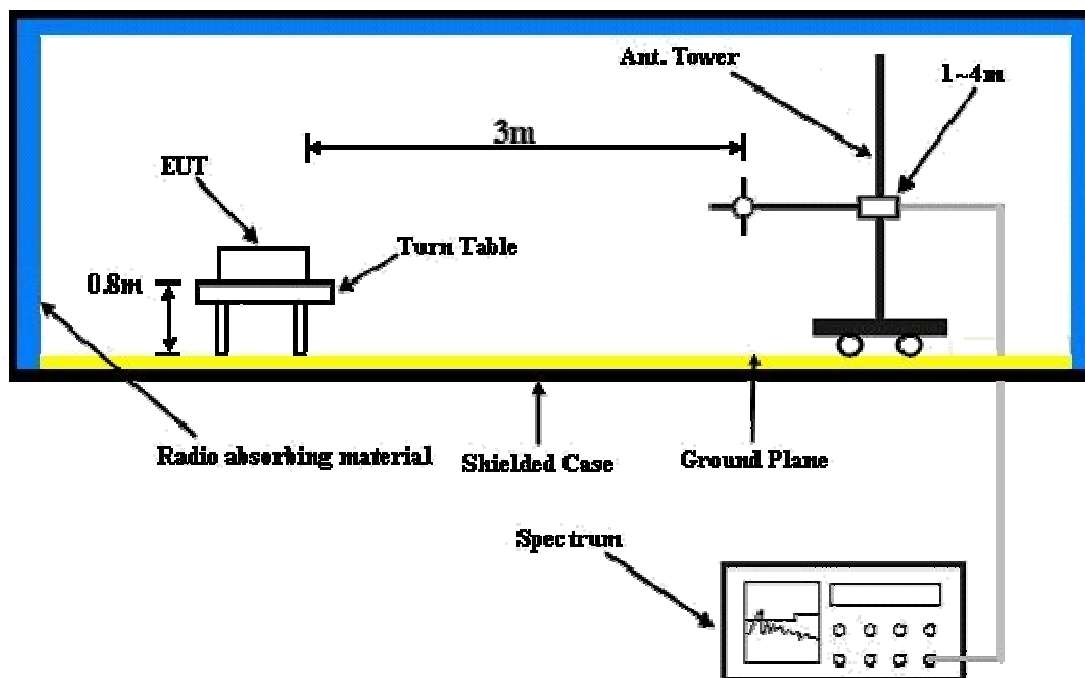 Ant. Tower
1~4m
3m
EUT
Turn Table
0.8m
Radio absorbing material
Shielded Case
Ground Plane
Spectrum